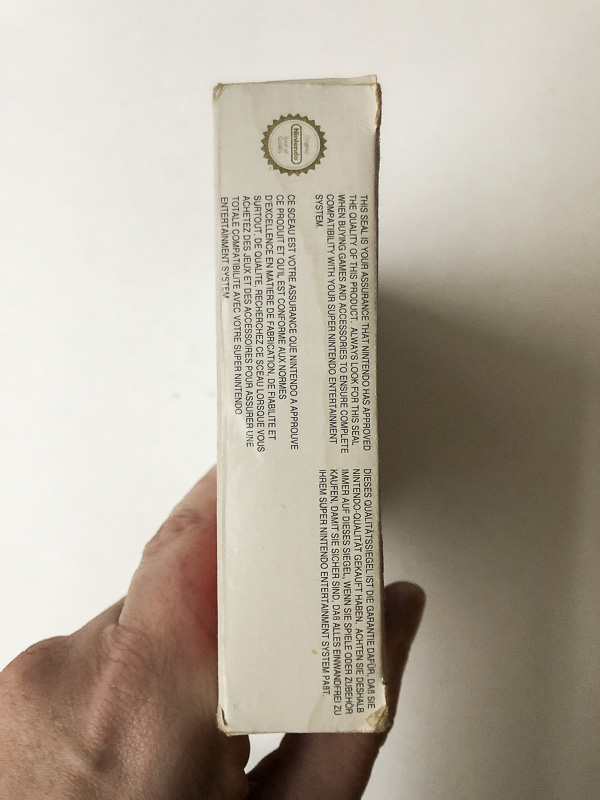 Original
Nintendo
Seal of
Quality
THIS SEAL IS YOUR ASSURANCE THAT NINTENDO HAS APPROVED
THE QUALITY OF THIS PRODUCT. ALWAYS LOOK FOR THIS SEAL
WHEN BUYING GAMES AND ACCESSORIES TO ENSURE COMPLETE
COMPATIBILITY WITH YOUR SUPER NINTENDO ENTERTAINMENT
SYSTEM.
CE SCEAU EST VOTRE ASSURANCE QUE NINTENDO A APPROUVE
CE PRODUIT ET QU'IL EST CONFORME AUX NORMES
D'EXCELLENCE EN MATIERE DE FABRICATION, DE FIABILITE ET
SURTOUT, DE QUALITE. RECHERCHEZ CE SCEAU LORSQUE VOUS
ACHETEZ DES JEUX ET DES ACCESSOIRES POUR ASSURER UNE
TOTALE COMPATIBILITE AVEC VOTRE SUPER NINTENDO
ENTERTAINMENT SYSTEM.
DIESES QUALITÄTSSIEGEL IST DIE GARANTIE DAFÜR, DAß SIE
NINTENDO-QUALITÄT GEKAUFT HABEN. ACHTEN SIE DESHALB
IMMER AUF DIESES SIEGEL, WENN SIE SPIELE ODER ZUBEHÖR
KAUFEN, DAMIT SIE SICHER SIND, DAß ALLES EINWANDFREI ZU
IHREM SUPER NINTENDO ENTERTAINMENT SYSTEM PAßT.